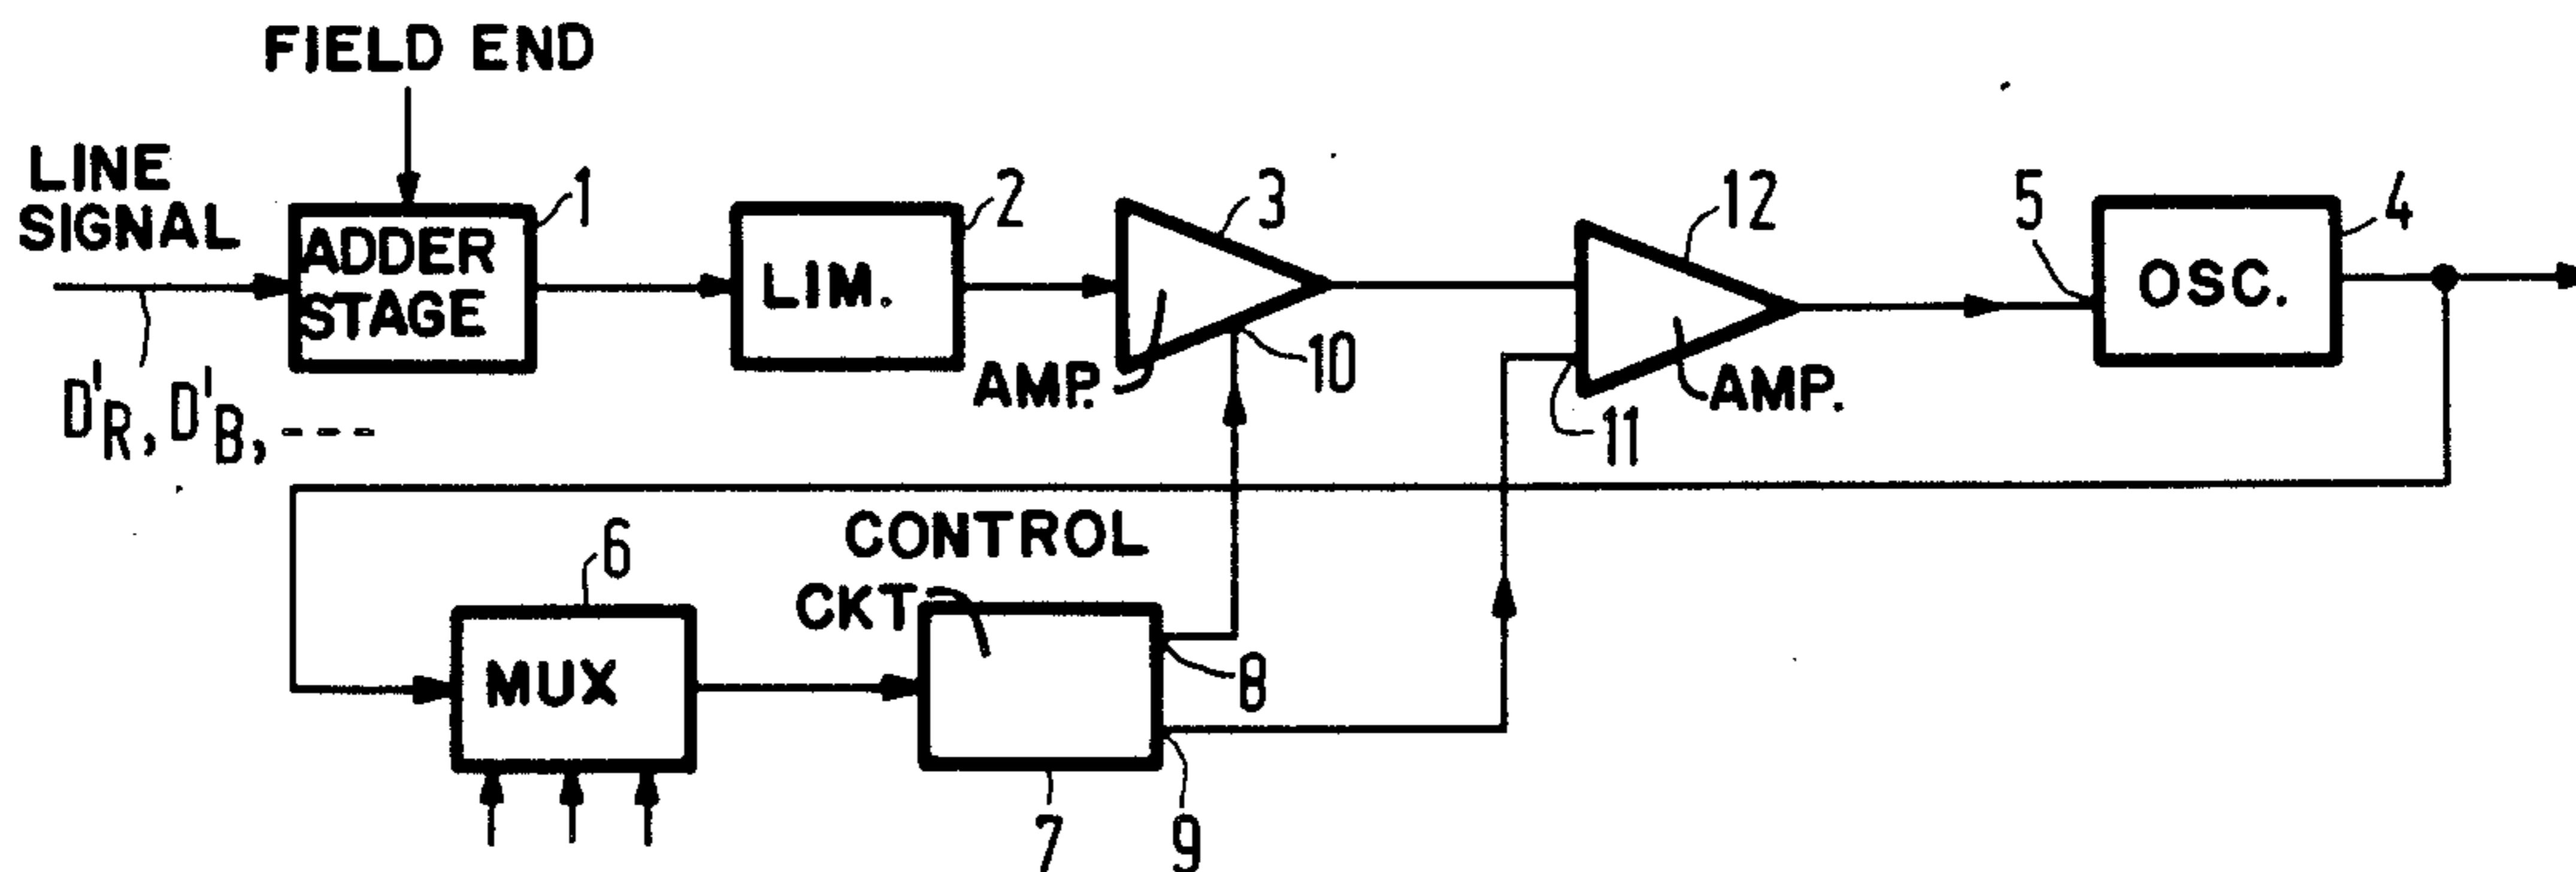 FIELD END
LINE
SIGNAL
D'R, D'B, ---
ADDER
STAGE
1
LIM.
2
AMP.
3
10
12
AMP.
11
5
OSC.
4
6
MUX
CONTROL
CKT
7
8
9